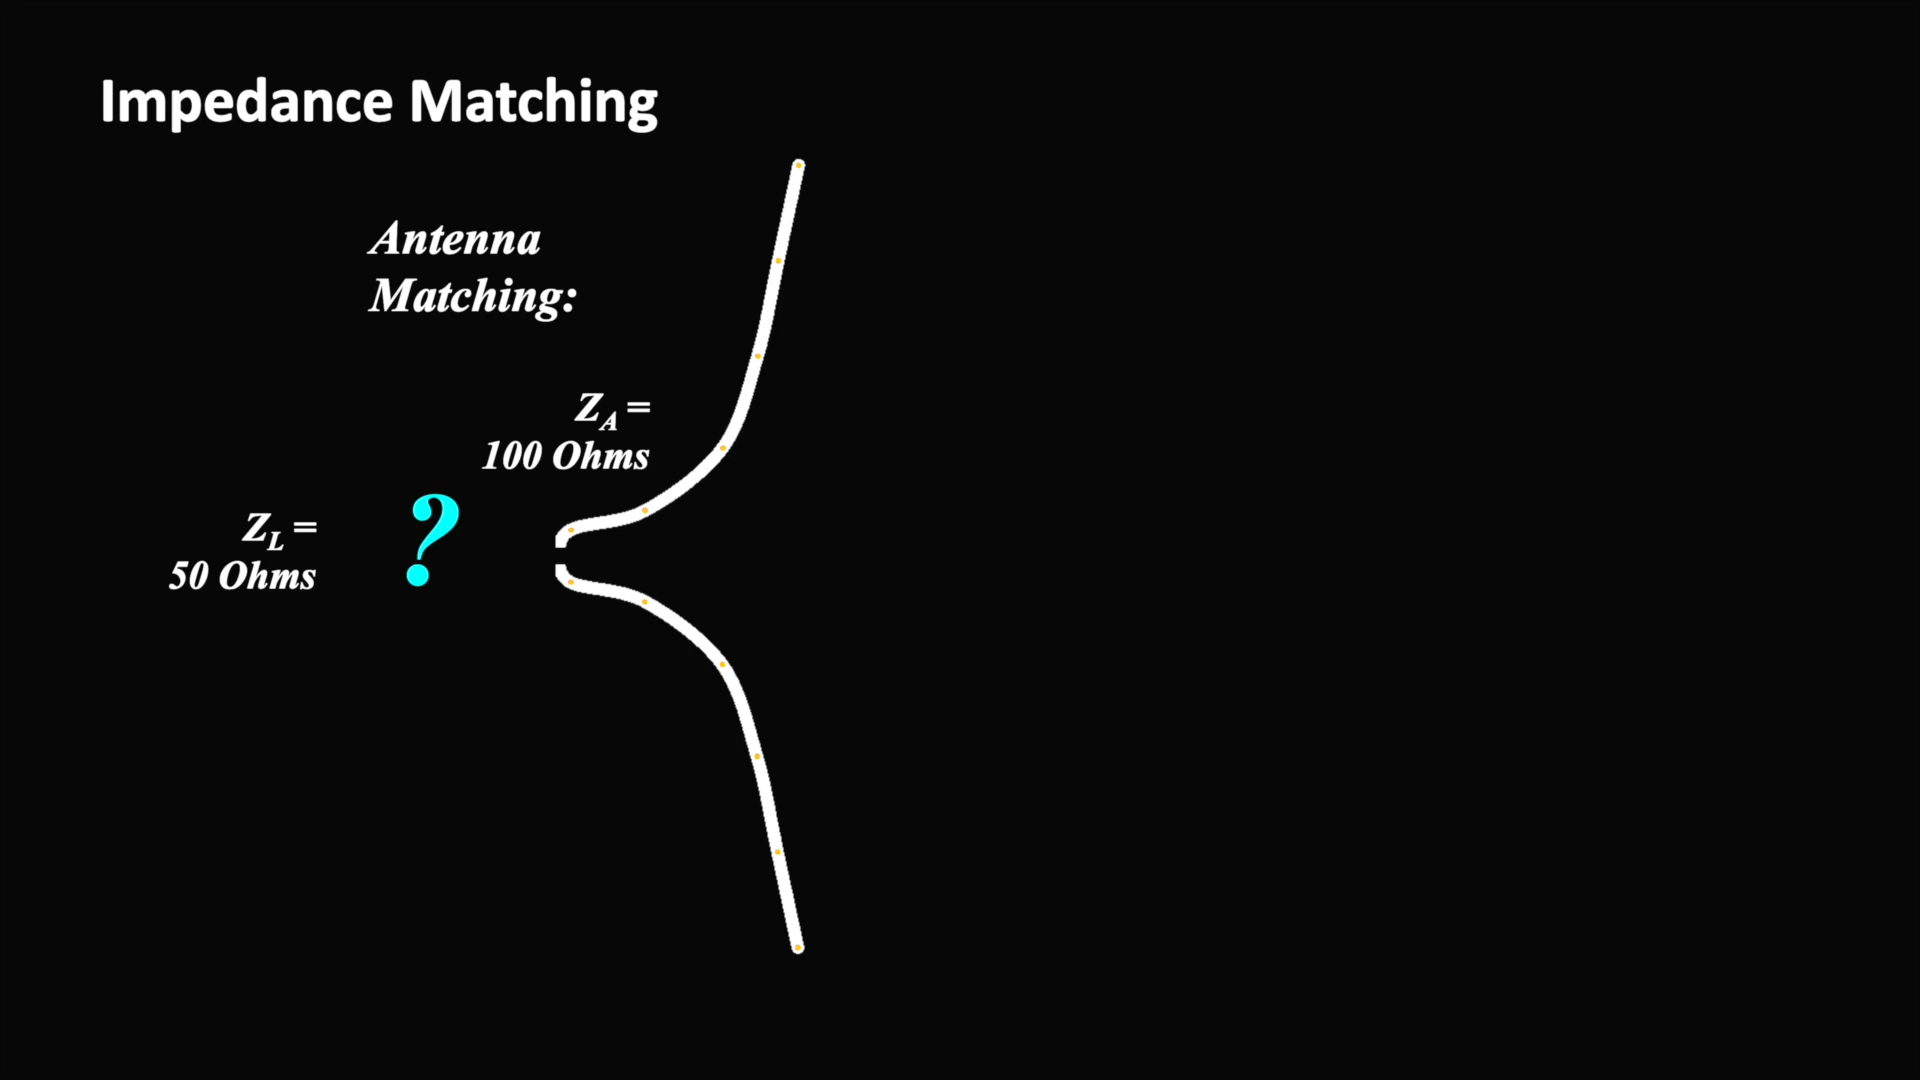 Impedance Matching
Antenna
Matching:
Z_A =
100 Ohms
Z_L =
50 Ohms
?